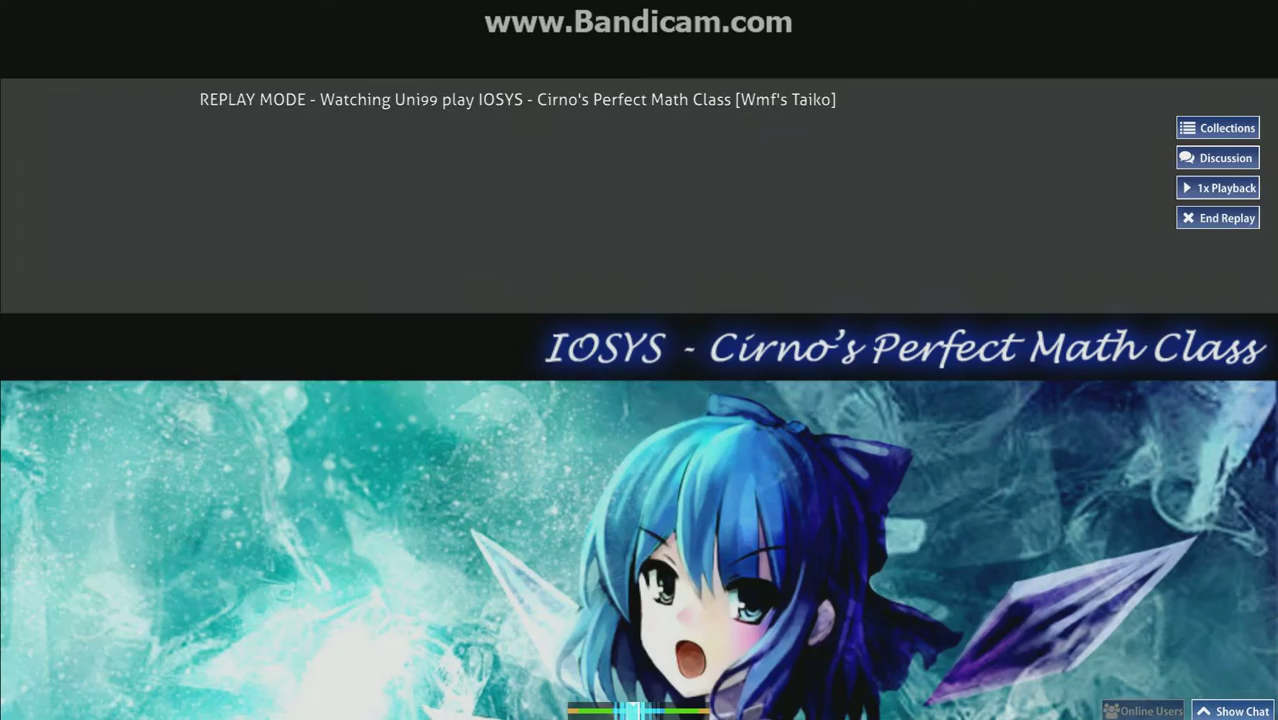 www.Bandicam.com
REPLAY MODE - Watching Uni99 play IOSYS - Cirno's Perfect Math Class [Wmf's Taiko]
Collections
Discussion
1x Playback
End Replay
IOSYS - Cirno's Perfect Math Class
Online Users
Show Chat